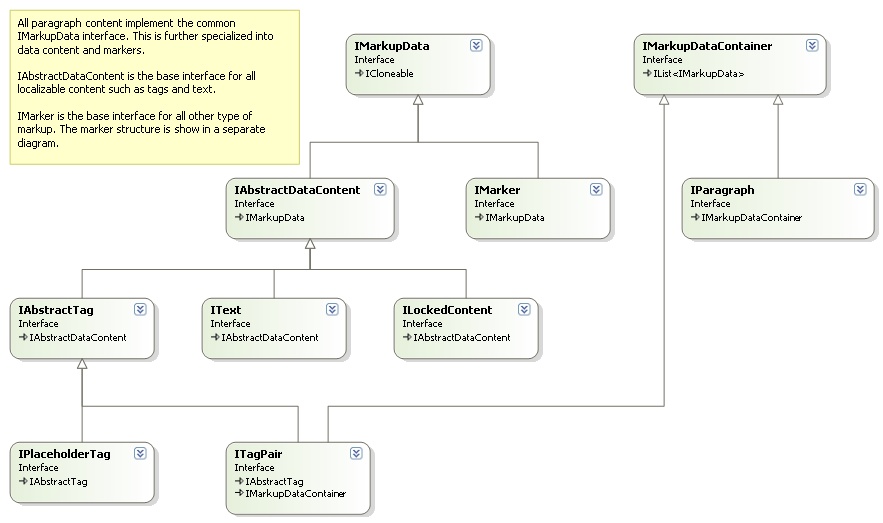 All paragraph content implement the common
IMarkupData interface. This is further specialized into
data content and markers.
IAbstractDataContent is the base interface for all
localizable content such as tags and text.
IMarker is the base interface for all other type of
markup. The marker structure is show in a separate
diagram.
IMarkupData
Interface
ICloneable
IMarkupDataContainer
Interface
IList<IMarkupData>
IAbstractDataContent
Interface
IMarkupData
IMarker
Interface
IMarkupData
IParagraph
Interface
IMarkupDataContainer
IAbstractTag
Interface
IAbstractDataContent
IText
Interface
IAbstractDataContent
ILockedContent
Interface
IAbstractDataContent
IPlaceholderTag
Interface
IAbstractTag
ITagPair
Interface
IAbstractTag
IMarkupDataContainer